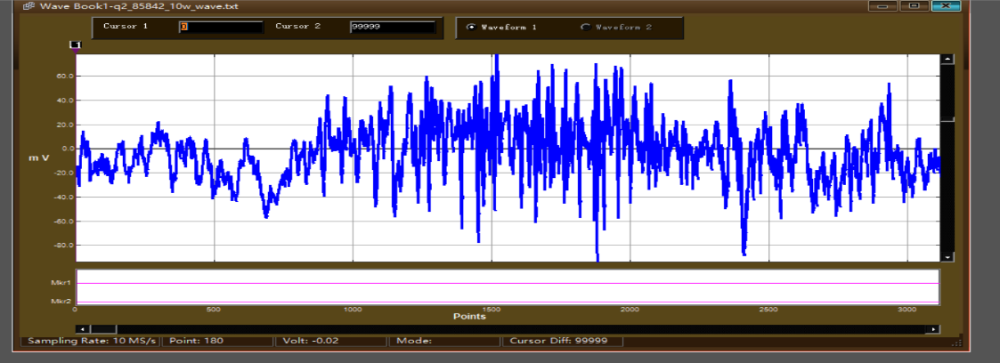 Wave Book1-q2_85842_10w_wave.txt
Cursor 1 0 Cursor 2 99999 Waveform 1 Waveform 2
1
60.0
40.0
20.0
0.0
m V
-20.0
-40.0
-60.0
-80.0
Mkr1
Mkr2
0 500 1000 1500 2000 2500 3000
Points
Sampling Rate: 10 MS/s Point: 180 Volt: -0.02 Mode: Cursor Diff: 99999